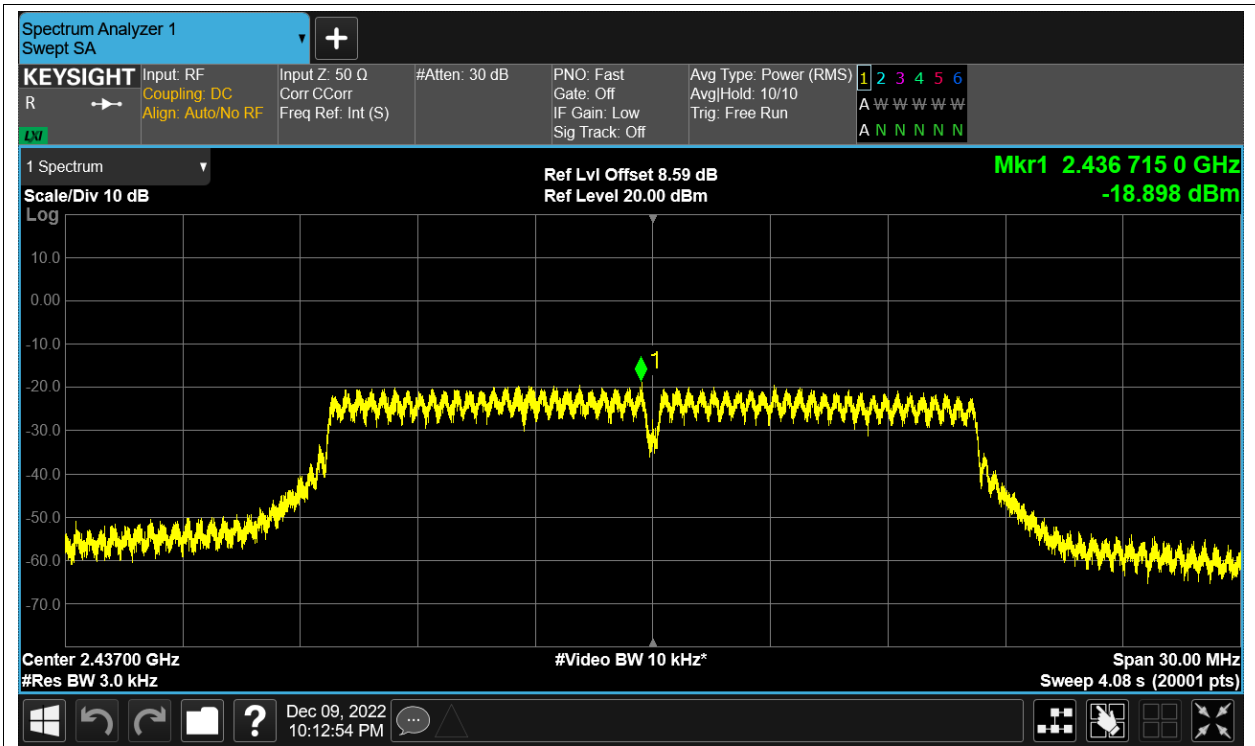 Spectrum Analyzer 1
Swept SA
+
KEYSIGHT
R
LXI
Input: RF
Coupling: DC
Align: Auto/No RF
Input Z: 50 Ω
Corr CCorr
Freq Ref: Int (S)
#Atten: 30 dB
PNO: Fast
Gate: Off
IF Gain: Low
Sig Track: Off
Avg Type: Power (RMS)
Avg|Hold: 10/10
Trig: Free Run
1 2 3 4 5 6
A W W W W W
A N N N N N
1 Spectrum
Scale/Div 10 dB
Log
Ref Lvl Offset 8.59 dB
Ref Level 20.00 dBm
Mkr1 2.436 715 0 GHz
-18.898 dBm
10.0
0.00
-10.0
1
-20.0
-30.0
-40.0
-50.0
-60.0
-70.0
Center 2.43700 GHz
#Res BW 3.0 kHz
#Video BW 10 kHz*
Span 30.00 MHz
Sweep 4.08 s (20001 pts)
?
Dec 09, 2022
10:12:54 PM